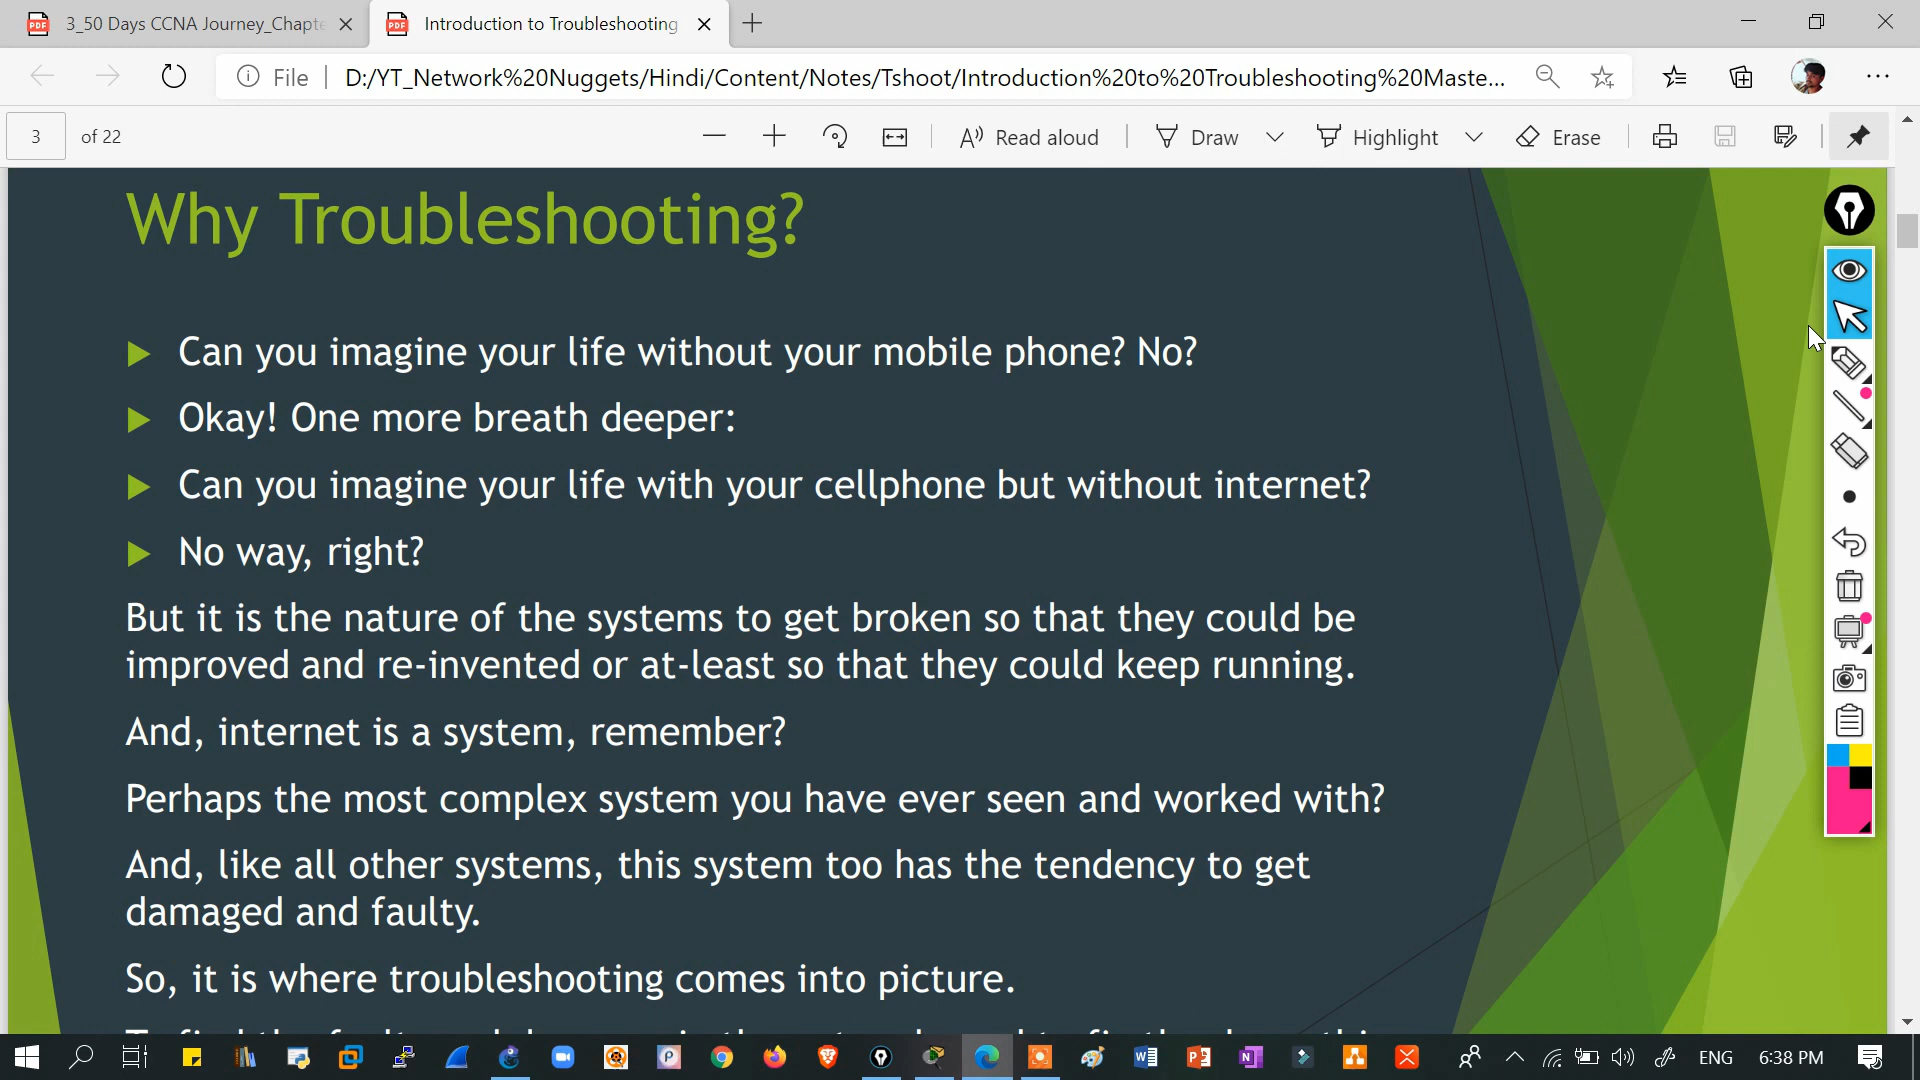 3_50 Days CCNA Journey_Chapte
Introduction to Troubleshooting
File
D:/YT_Network%20Nuggets/Hindi/Content/Notes/Tshoot/Introduction%20to%20Troubleshooting%20Maste...
3 of 22
Read aloud
Draw
Highlight
Erase
Why Troubleshooting?
Can you imagine your life without your mobile phone? No?
Okay! One more breath deeper:
Can you imagine your life with your cellphone but without internet?
No way, right?
But it is the nature of the systems to get broken so that they could be
improved and re-invented or at-least so that they could keep running.
And, internet is a system, remember?
Perhaps the most complex system you have ever seen and worked with?
And, like all other systems, this system too has the tendency to get
damaged and faulty.
So, it is where troubleshooting comes into picture.
ENG
6:38 PM